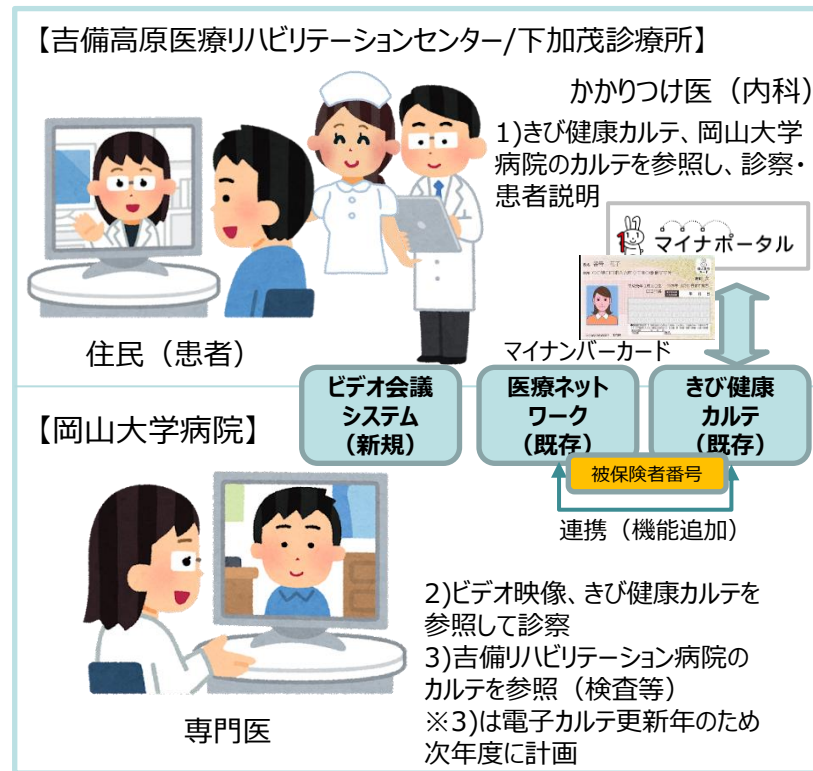 【吉備高原医療リハビリテーションセンター/下加茂診療所】
かかりつけ医（内科）
1)きび健康カルテ、岡山大学
病院のカルテを参照し、診察・
患者説明
マイナポータル
マイナンバーカード
住民（患者）
ビデオ会議
システム
（新規）
医療ネット
ワーク
（既存）
きび健康
カルテ
（既存）
被保険者番号
連携（機能追加）
【岡山大学病院】
2)ビデオ映像、きび健康カルテを
参照して診察
3)吉備リハビリテーション病院の
カルテを参照（検査等）
※3)は電子カルテ更新年のため
次年度に計画
専門医